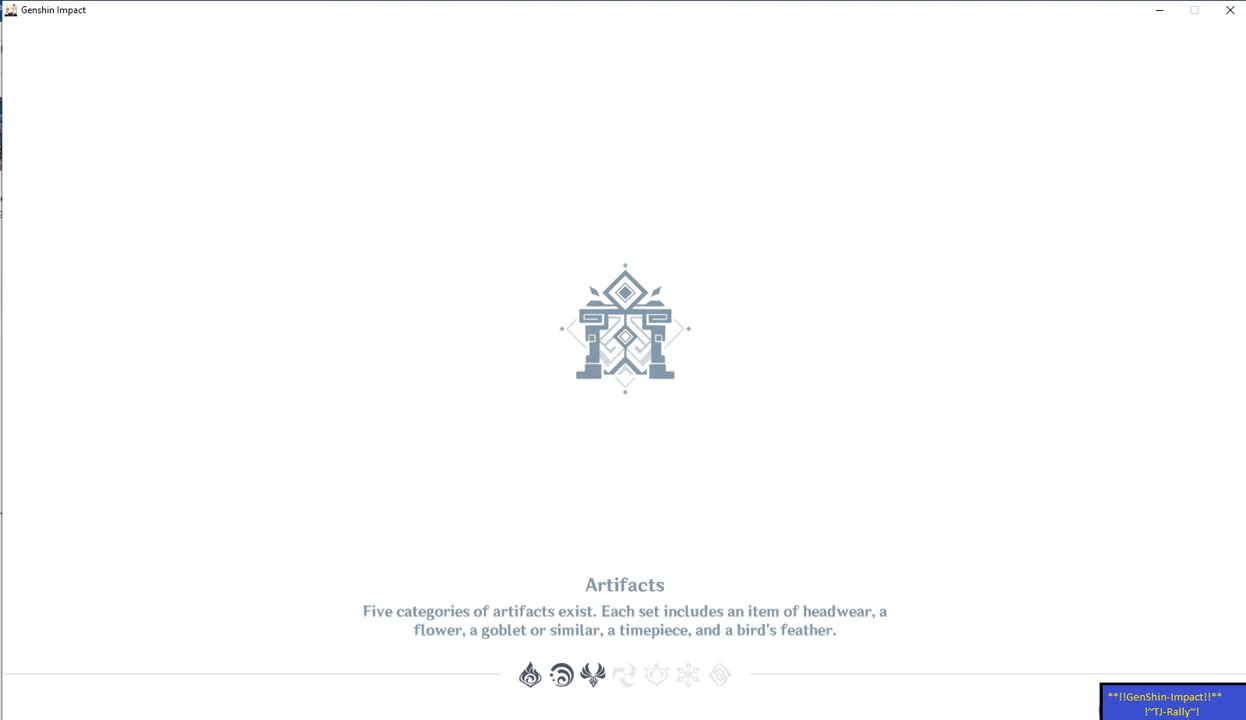 Genshin Impact
Artifacts
Five categories of artifacts exist. Each set includes an item of headwear, a
flower, a goblet or similar, a timepiece, and a bird's feather.
**!!GenShin-Impact!!**
!~TJ-Rally~!